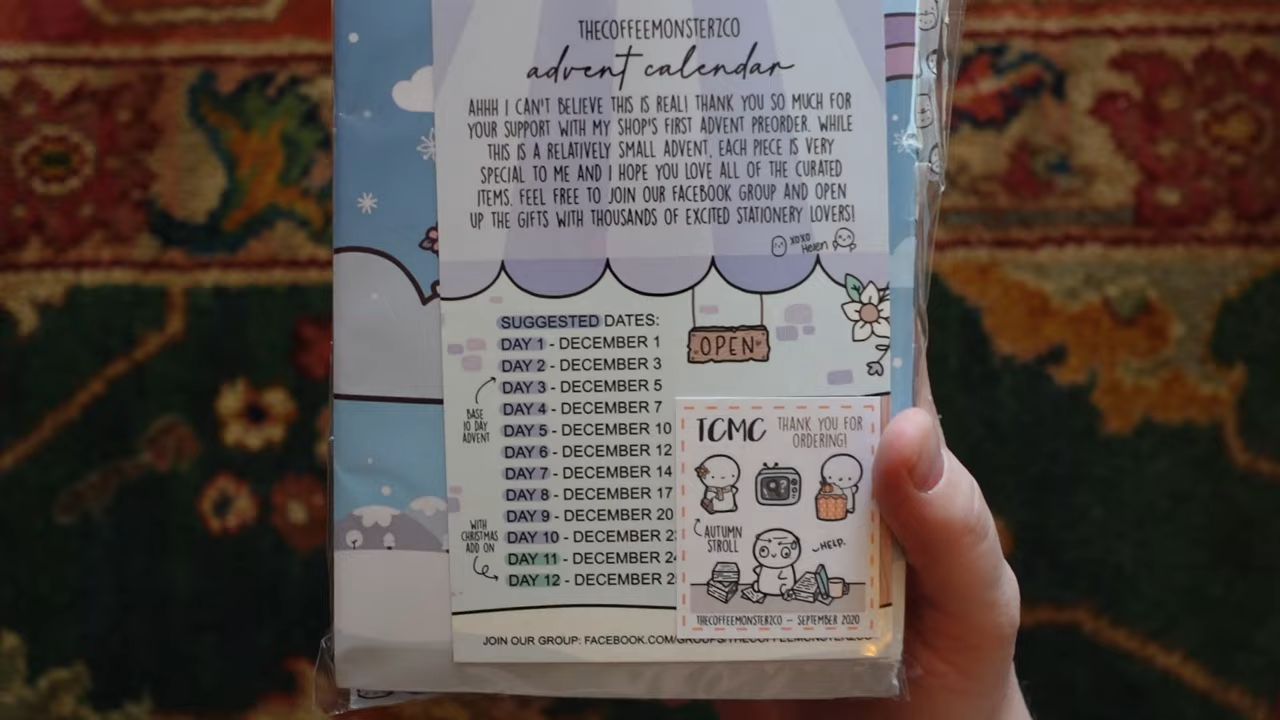 THECOFFEEMONSTERZCO
advent calendar
AHHH I CAN'T BELIEVE THIS IS REAL! THANK YOU SO MUCH FOR
YOUR SUPPORT WITH MY SHOP'S FIRST ADVENT PREORDER. WHILE
THIS IS A RELATIVELY SMALL ADVENT, EACH PIECE IS VERY
SPECIAL TO ME AND I HOPE YOU LOVE ALL OF THE CURATED
ITEMS. FEEL FREE TO JOIN OUR FACEBOOK GROUP AND OPEN
UP THE GIFTS WITH THOUSANDS OF EXCITED STATIONERY LOVERS!
XOXO
Helen
OPEN
SUGGESTED DATES:
DAY 1 - DECEMBER 1
DAY 2 - DECEMBER 3
DAY 3 - DECEMBER 5
DAY 4 - DECEMBER 7
DAY 5 - DECEMBER 10
DAY 6 - DECEMBER 12
DAY 7 - DECEMBER 14
DAY 8 - DECEMBER 17
DAY 9 - DECEMBER 20
DAY 10 - DECEMBER 2
DAY 11 - DECEMBER 24
DAY 12 - DECEMBER 2
BASE
10 DAY
ADVENT
WITH
CHRISTMAS
ADD ON
TCMC
THANK YOU FOR
ORDERING!
AUTUMN
STROLL
HELP.
THECOFFEEMONSTERZCO – SEPTEMBER 2020
JOIN OUR GROUP: FACEBOOK.COM/GROUPS/THECOFFEEMONSTERZCO